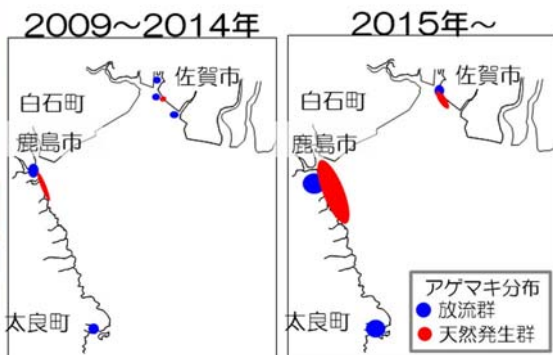 2009～2014年
佐賀市
白石町
鹿島市
太良町
2015年～
佐賀市
白石町
鹿島市
太良町
アゲマキ分布
放流群
天然発生群